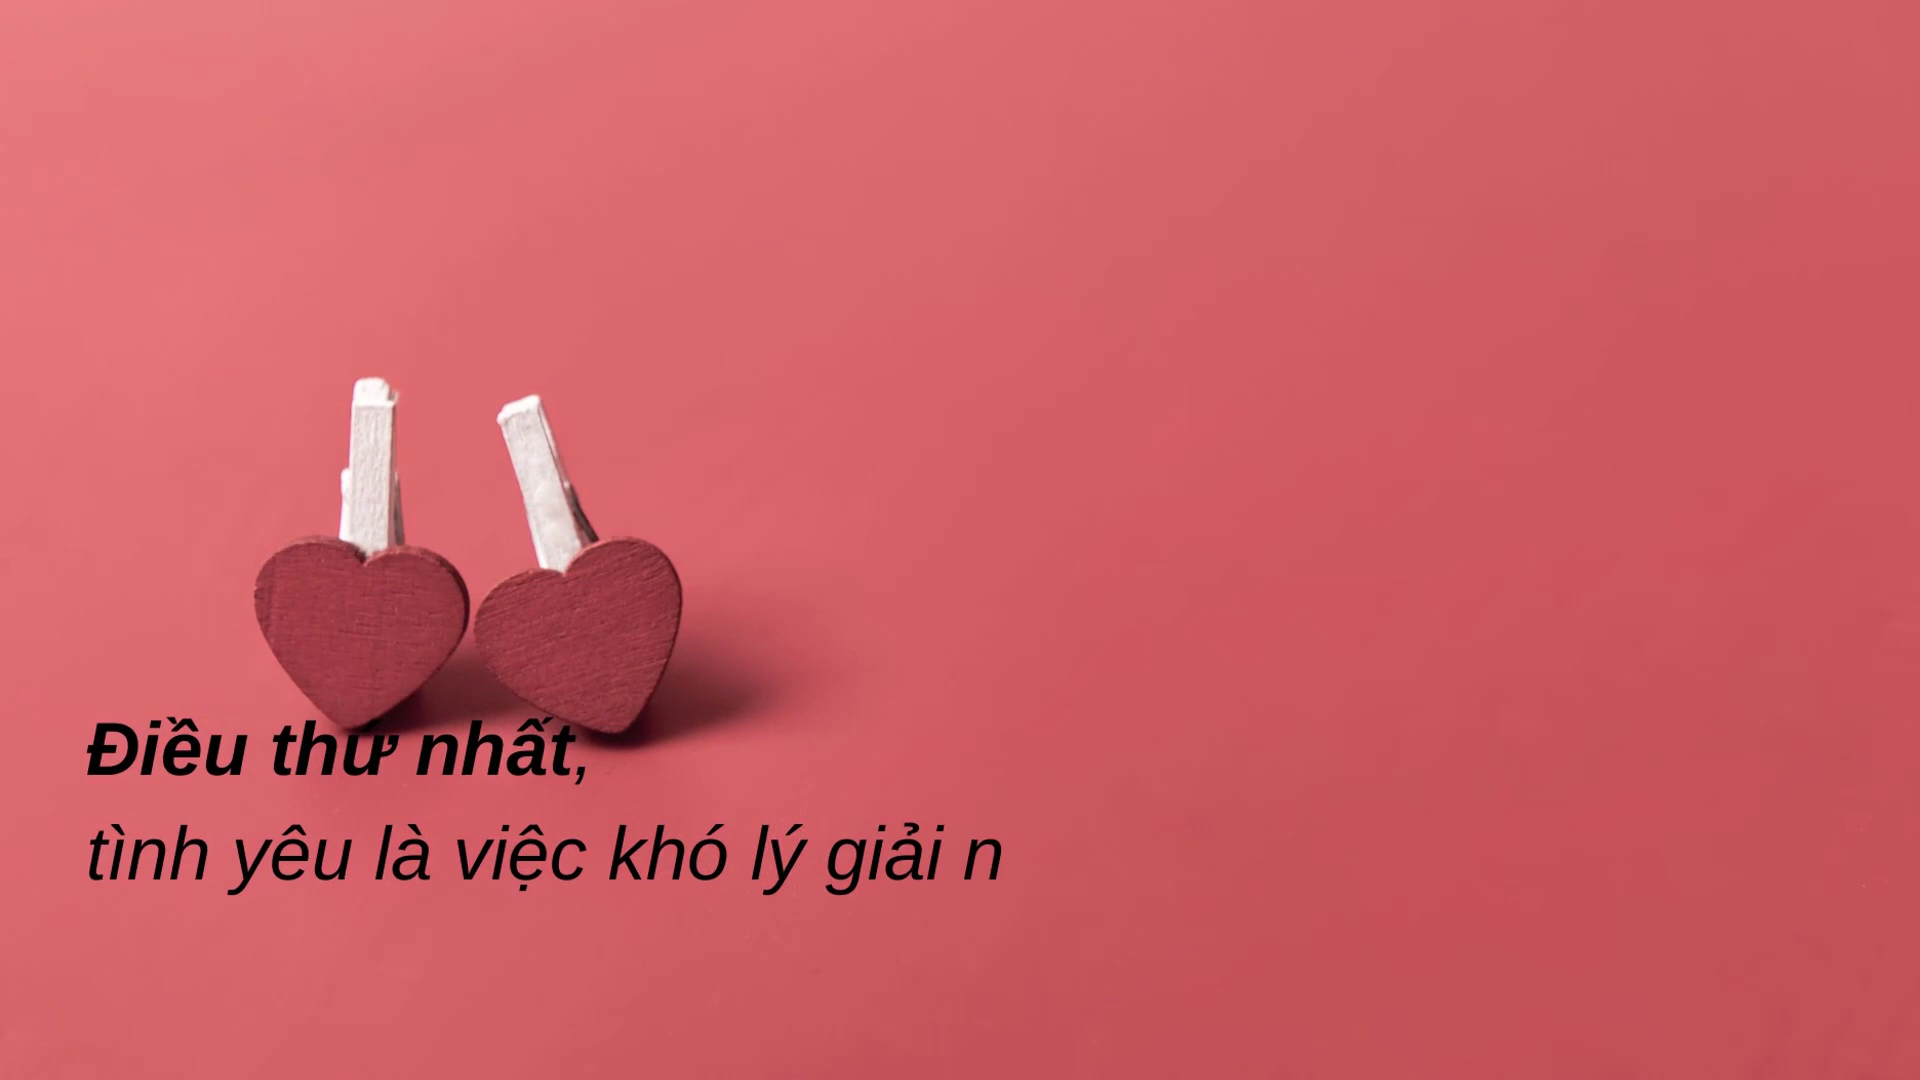 Điều thứ nhất,
tình yêu là việc khó lý giải n